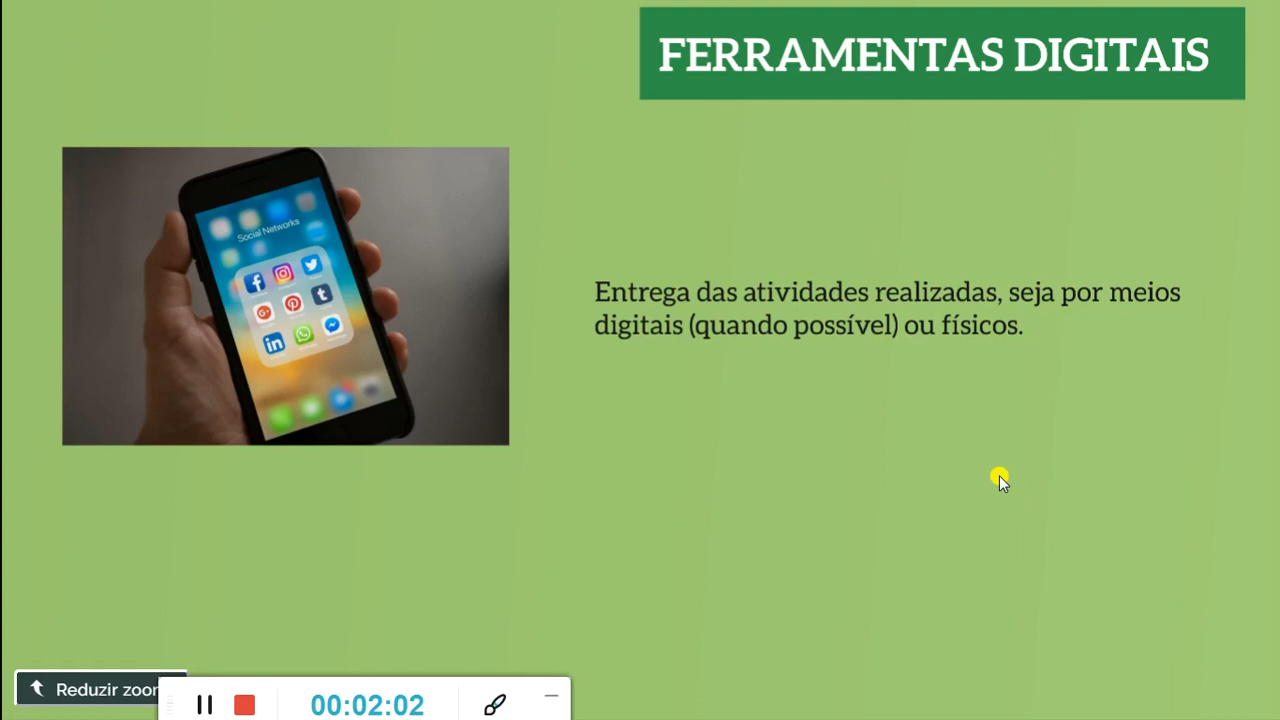 FERRAMENTAS DIGITAIS
Social Networks
Entrega das atividades realizadas, seja por meios
digitais (quando possível) ou físicos.
Reduzir zoor
00:02:02